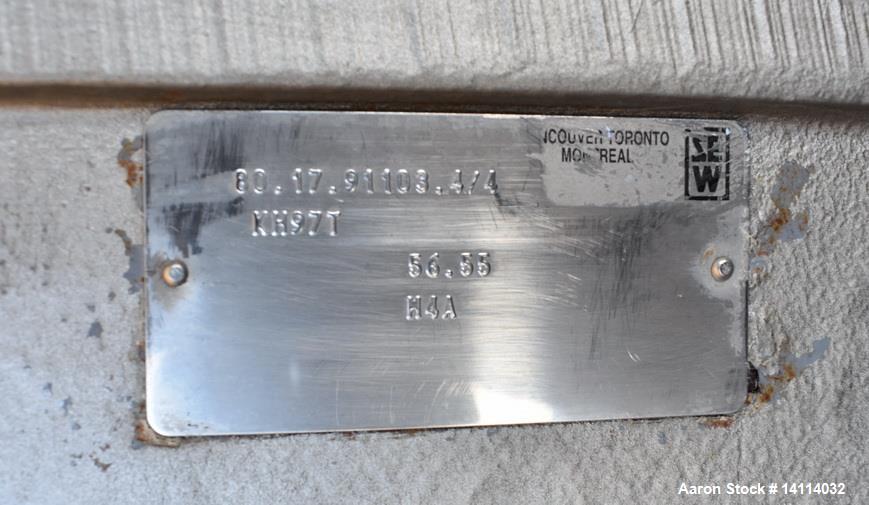 NCOUVER TORONTO
MONTREAL
SEW
80.17.91103.4/4
KH97T
56.55
H4A
Aaron Stock # 14114032